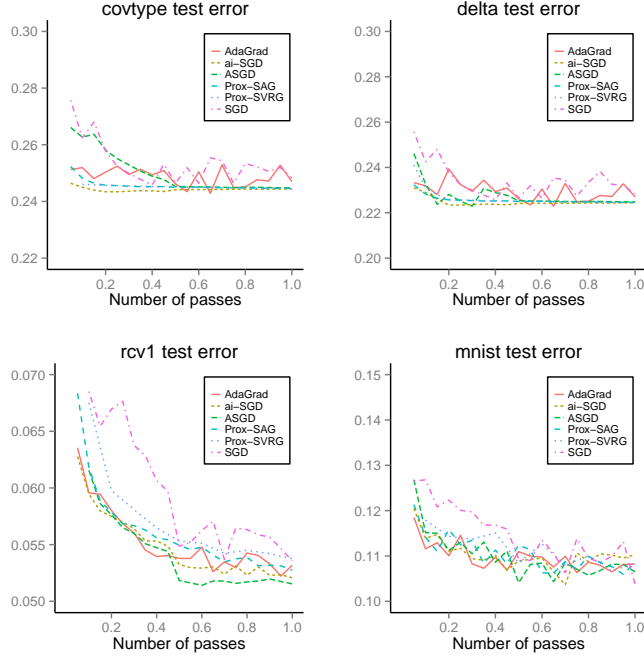 covtype test error
0.30
0.28
0.26
0.24
0.22
0.2 0.4 0.6 0.8 1.0
Number of passes
AdaGrad
ai−SGD
ASGD
Prox−SAG
Prox−SVRG
SGD
delta test error
0.30
0.28
0.26
0.24
0.22
0.20
0.2 0.4 0.6 0.8 1.0
Number of passes
AdaGrad
ai−SGD
ASGD
Prox−SAG
Prox−SVRG
SGD
rcv1 test error
0.070
0.065
0.060
0.055
0.050
0.2 0.4 0.6 0.8 1.0
Number of passes
AdaGrad
ai−SGD
ASGD
Prox−SAG
Prox−SVRG
SGD
mnist test error
0.15
0.14
0.13
0.12
0.11
0.10
0.2 0.4 0.6 0.8 1.0
Number of passes
AdaGrad
ai−SGD
ASGD
Prox−SAG
Prox−SVRG
SGD